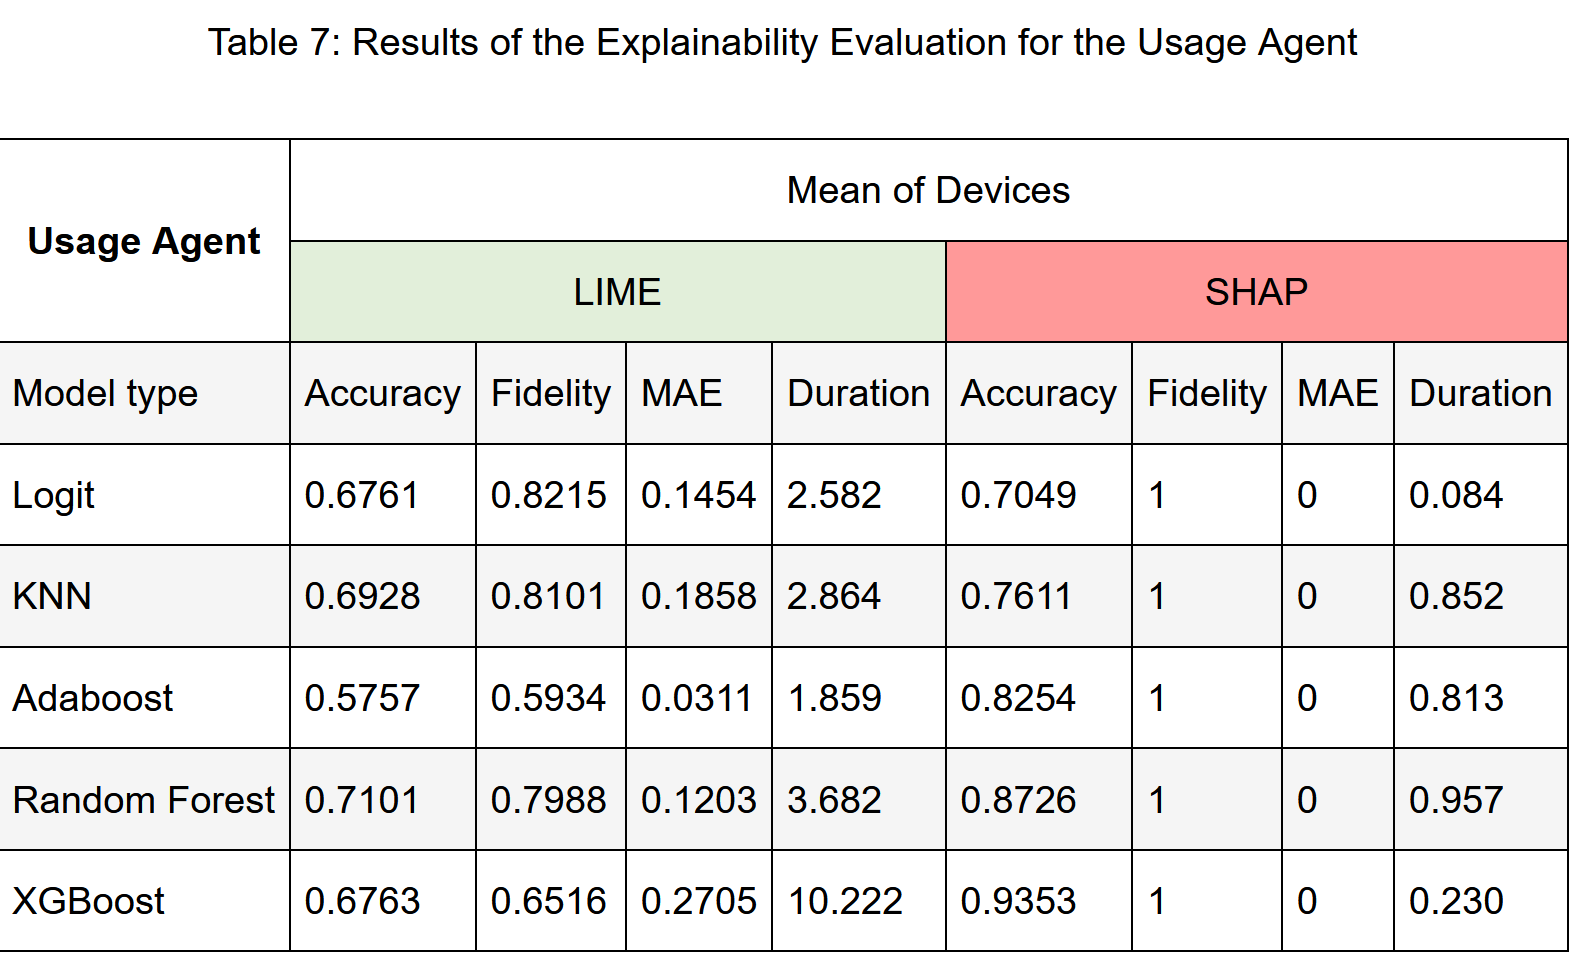 Table 7: Results of the Explainability Evaluation for the Usage Agent
Usage Agent Mean of Devices
LIME SHAP
Model type Accuracy Fidelity MAE Duration Accuracy Fidelity MAE Duration
Logit 0.6761 0.8215 0.1454 2.582 0.7049 1 0 0.084
KNN 0.6928 0.8101 0.1858 2.864 0.7611 1 0 0.852
Adaboost 0.5757 0.5934 0.0311 1.859 0.8254 1 0 0.813
Random Forest 0.7101 0.7988 0.1203 3.682 0.8726 1 0 0.957
XGBoost 0.6763 0.6516 0.2705 10.222 0.9353 1 0 0.230